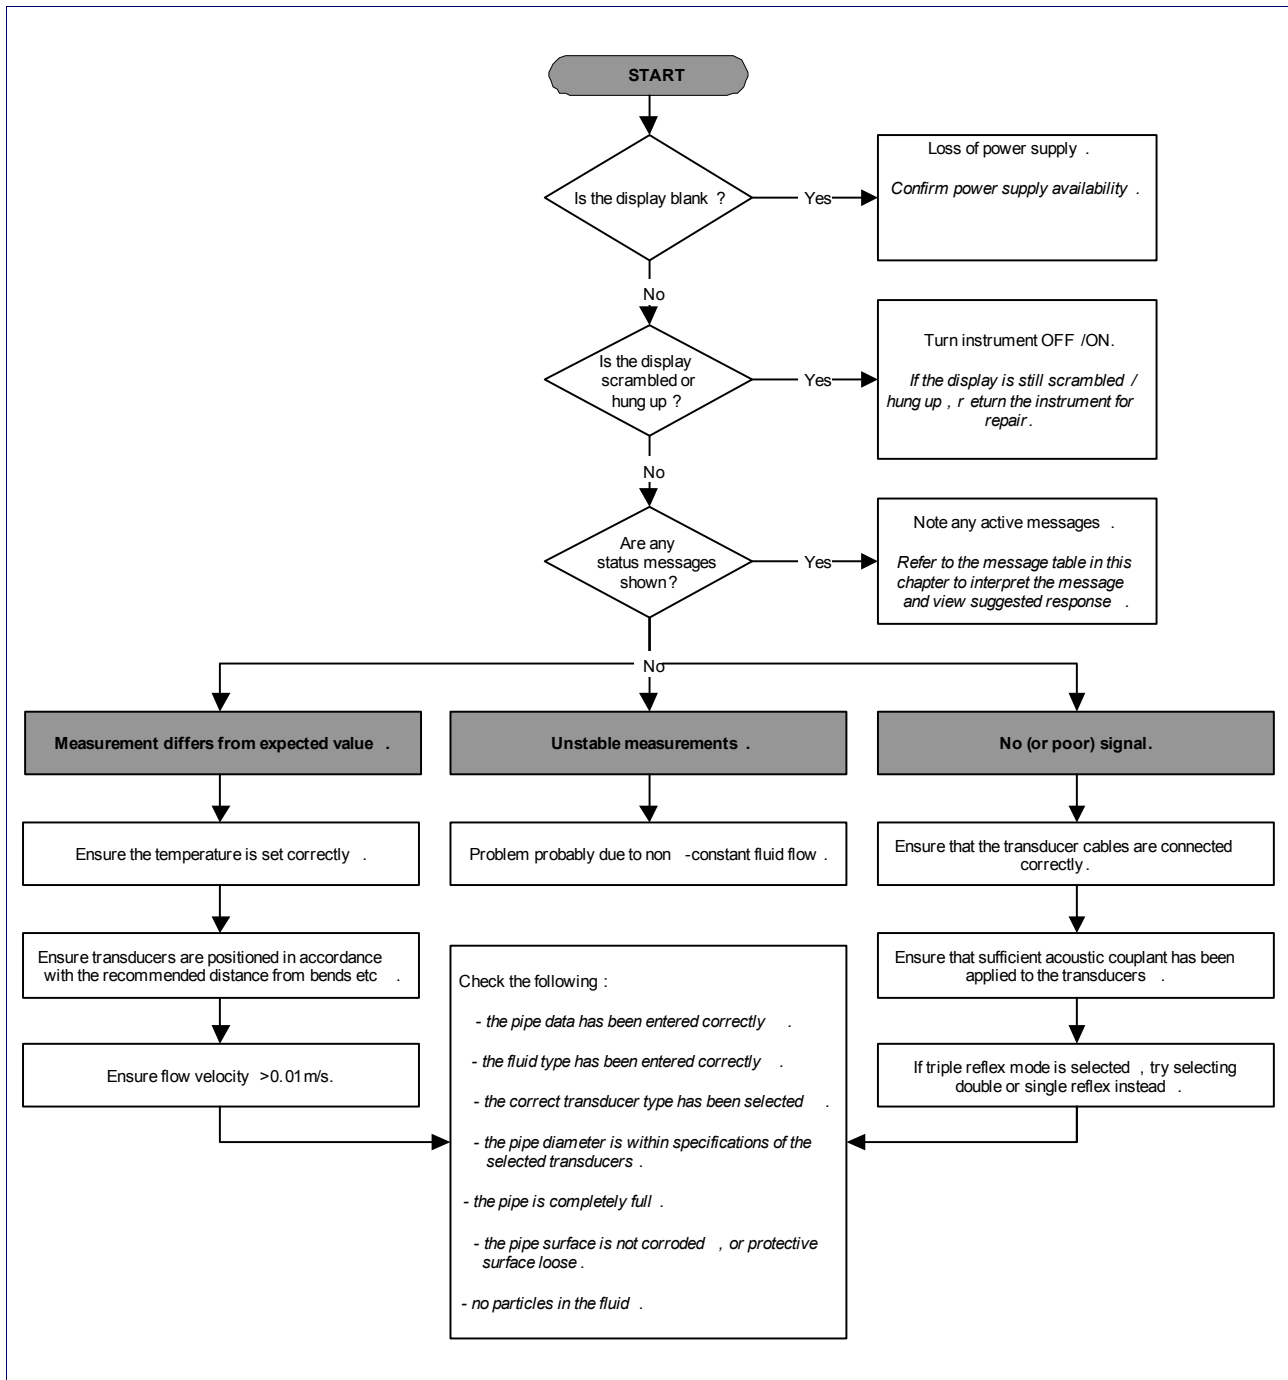 START
Is the display blank ?
Yes
Loss of power supply .
Confirm power supply availability .
No
Is the display
scrambled or
hung up ?
Yes
Turn instrument OFF /ON.
If the display is still scrambled /
hung up , r eturn the instrument for
repair .
No
Are any
status messages
shown ?
Yes
Note any active messages .
Refer to the message table in this
chapter to interpret the message
and view suggested response .
No
Measurement differs from expected value .
Ensure the temperature is set correctly .
Ensure transducers are positioned in accordance
with the recommended distance from bends etc .
Ensure flow velocity >0.01m/s.
Unstable measurements .
Problem probably due to non -constant fluid flow .
No (or poor) signal.
Ensure that the transducer cables are connected
correctly .
Ensure that sufficient acoustic couplant has been
applied to the transducers .
If triple reflex mode is selected , try selecting
double or single reflex instead .
Check the following :
- the pipe data has been entered correctly .
- the fluid type has been entered correctly .
- the correct transducer type has been selected .
- the pipe diameter is within specifications of the
selected transducers .
- the pipe is completely full .
- the pipe surface is not corroded , or protective
surface loose .
- no particles in the fluid .